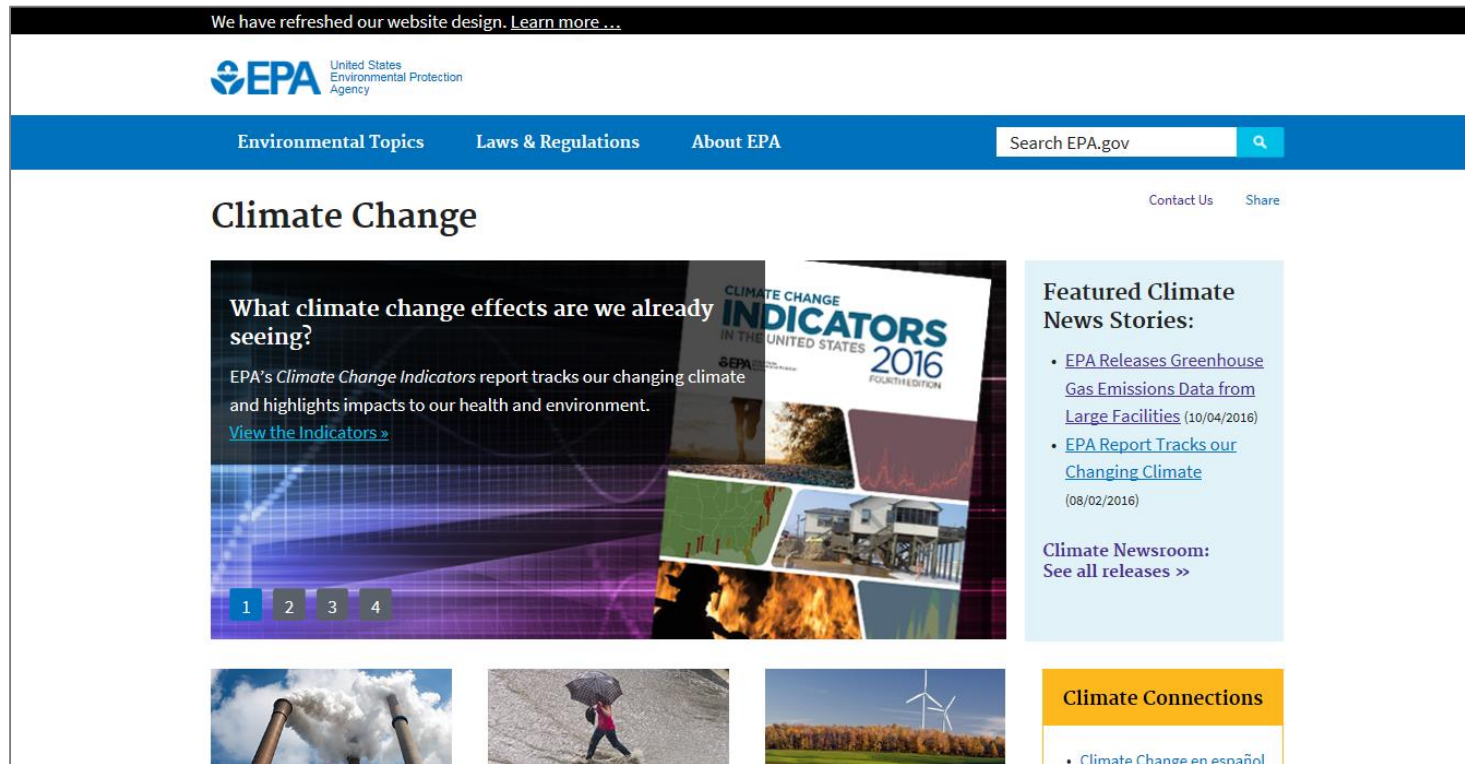 We have refreshed our website design. Learn more ...
EPA
United States
Environmental Protection
Agency
Environmental Topics Laws & Regulations About EPA
Search EPA.gov
Contact Us Share
Climate Change
What climate change effects are we already
seeing?
EPA's Climate Change Indicators report tracks our changing climate
and highlights impacts to our health and environment.
View the Indicators »
CLIMATE CHANGE
INDICATORS
IN THE UNITED STATES
2016
EPA
FOURTH EDITION
1 2 3 4
Featured Climate
News Stories:
• EPA Releases Greenhouse
Gas Emissions Data from
Large Facilities (10/04/2016)
• EPA Report Tracks our
Changing Climate
(08/02/2016)
Climate Newsroom:
See all releases »
Climate Connections
• Climate Change en español